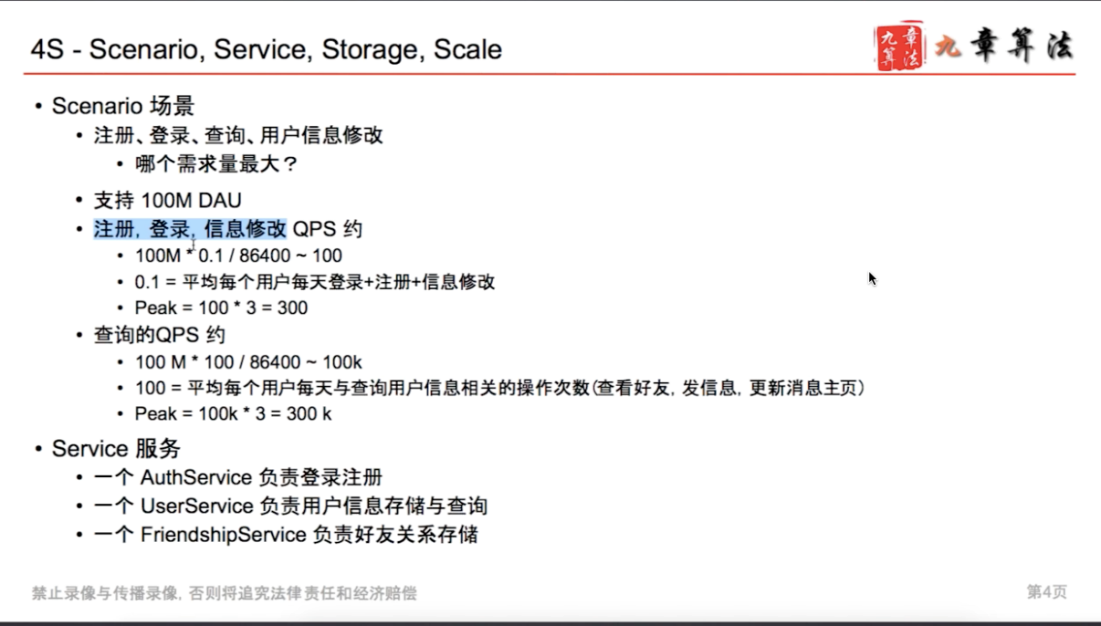 4S - Scenario, Service, Storage, Scale
九章算法 九章算法
• Scenario 场景
• 注册、登录、查询、用户信息修改
• 哪个需求量最大？
• 支持 100M DAU
• 注册, 登录, 信息修改 QPS 约
• 100M * 0.1 / 86400 ~ 100
• 0.1 = 平均每个用户每天登录+注册+信息修改
• Peak = 100 * 3 = 300
• 查询的QPS 约
• 100 M * 100 / 86400 ~ 100k
• 100 = 平均每个用户每天与查询用户信息相关的操作次数(查看好友, 发信息, 更新消息主页)
• Peak = 100k * 3 = 300 k
• Service 服务
• 一个 AuthService 负责登录注册
• 一个 UserService 负责用户信息存储与查询
• 一个 FriendshipService 负责好友关系存储
禁止录像与传播录像, 否则将追究法律责任和经济赔偿
第4页